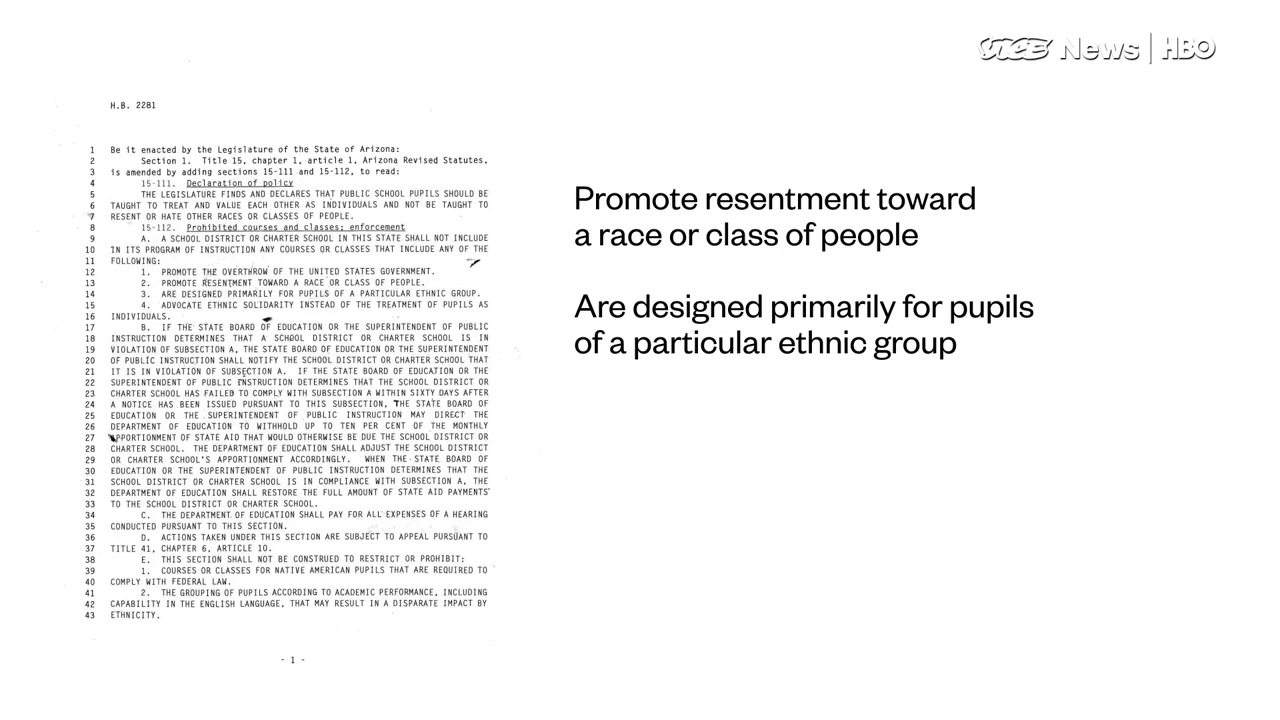 VICE News | HBO
H.B. 2281
1 Be it enacted by the Legislature of the State of Arizona:
2 Section 1. Title 15, chapter 1, article 1, Arizona Revised Statutes,
3 is amended by adding sections 15-111 and 15-112, to read:
4 15-111. Declaration of policy
5 THE LEGISLATURE FINDS AND DECLARES THAT PUBLIC SCHOOL PUPILS SHOULD BE
6 TAUGHT TO TREAT AND VALUE EACH OTHER AS INDIVIDUALS AND NOT BE TAUGHT TO
7 RESENT OR HATE OTHER RACES OR CLASSES OF PEOPLE.
8 15-112. Prohibited courses and classes; enforcement
9 A. A SCHOOL DISTRICT OR CHARTER SCHOOL IN THIS STATE SHALL NOT INCLUDE
10 IN ITS PROGRAM OF INSTRUCTION ANY COURSES OR CLASSES THAT INCLUDE ANY OF THE
11 FOLLOWING:
12 1. PROMOTE THE OVERTHROW OF THE UNITED STATES GOVERNMENT.
13 2. PROMOTE RESENTMENT TOWARD A RACE OR CLASS OF PEOPLE.
14 3. ARE DESIGNED PRIMARILY FOR PUPILS OF A PARTICULAR ETHNIC GROUP.
15 4. ADVOCATE ETHNIC SOLIDARITY INSTEAD OF THE TREATMENT OF PUPILS AS
16 INDIVIDUALS.
17 B. IF THE STATE BOARD OF EDUCATION OR THE SUPERINTENDENT OF PUBLIC
18 INSTRUCTION DETERMINES THAT A SCHOOL DISTRICT OR CHARTER SCHOOL IS IN
19 VIOLATION OF SUBSECTION A, THE STATE BOARD OF EDUCATION OR THE SUPERINTENDENT
20 OF PUBLIC INSTRUCTION SHALL NOTIFY THE SCHOOL DISTRICT OR CHARTER SCHOOL THAT
21 IT IS IN VIOLATION OF SUBSECTION A. IF THE STATE BOARD OF EDUCATION OR THE
22 SUPERINTENDENT OF PUBLIC INSTRUCTION DETERMINES THAT THE SCHOOL DISTRICT OR
23 CHARTER SCHOOL HAS FAILED TO COMPLY WITH SUBSECTION A WITHIN SIXTY DAYS AFTER
24 A NOTICE HAS BEEN ISSUED PURSUANT TO THIS SUBSECTION, THE STATE BOARD OF
25 EDUCATION OR THE SUPERINTENDENT OF PUBLIC INSTRUCTION MAY DIRECT THE
26 DEPARTMENT OF EDUCATION TO WITHHOLD UP TO TEN PER CENT OF THE MONTHLY
27 APPORTIONMENT OF STATE AID THAT WOULD OTHERWISE BE DUE THE SCHOOL DISTRICT OR
28 CHARTER SCHOOL. THE DEPARTMENT OF EDUCATION SHALL ADJUST THE SCHOOL DISTRICT
29 OR CHARTER SCHOOL'S APPORTIONMENT ACCORDINGLY. WHEN THE STATE BOARD OF
30 EDUCATION OR THE SUPERINTENDENT OF PUBLIC INSTRUCTION DETERMINES THAT THE
31 SCHOOL DISTRICT OR CHARTER SCHOOL IS IN COMPLIANCE WITH SUBSECTION A, THE
32 DEPARTMENT OF EDUCATION SHALL RESTORE THE FULL AMOUNT OF STATE AID PAYMENTS
33 TO THE SCHOOL DISTRICT OR CHARTER SCHOOL.
34 C. THE DEPARTMENT OF EDUCATION SHALL PAY FOR ALL EXPENSES OF A HEARING
35 CONDUCTED PURSUANT TO THIS SECTION.
36 D. ACTIONS TAKEN UNDER THIS SECTION ARE SUBJECT TO APPEAL PURSUANT TO
37 TITLE 41, CHAPTER 6, ARTICLE 10.
38 E. THIS SECTION SHALL NOT BE CONSTRUED TO RESTRICT OR PROHIBIT:
39 1. COURSES OR CLASSES FOR NATIVE AMERICAN PUPILS THAT ARE REQUIRED TO
40 COMPLY WITH FEDERAL LAW.
41 2. THE GROUPING OF PUPILS ACCORDING TO ACADEMIC PERFORMANCE, INCLUDING
42 CAPABILITY IN THE ENGLISH LANGUAGE, THAT MAY RESULT IN A DISPARATE IMPACT BY
43 ETHNICITY.
- 1 -
Promote resentment toward
a race or class of people
Are designed primarily for pupils
of a particular ethnic group